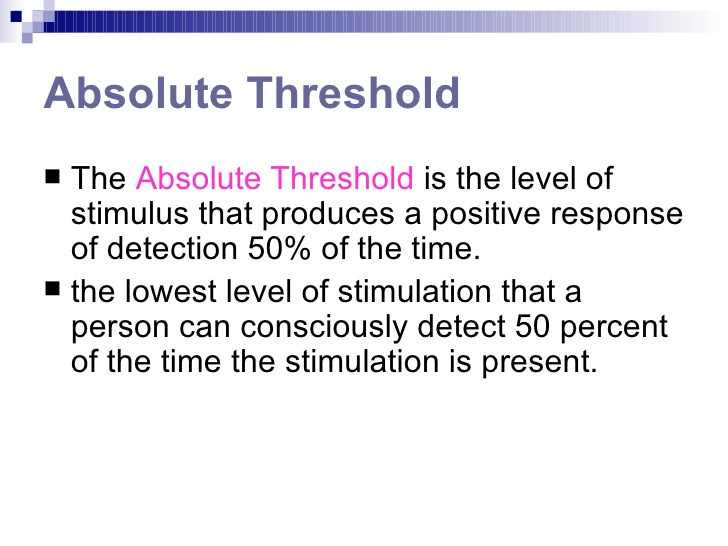 Absolute Threshold
The Absolute Threshold is the level of
stimulus that produces a positive response
of detection 50% of the time.
the lowest level of stimulation that a
person can consciously detect 50 percent
of the time the stimulation is present.